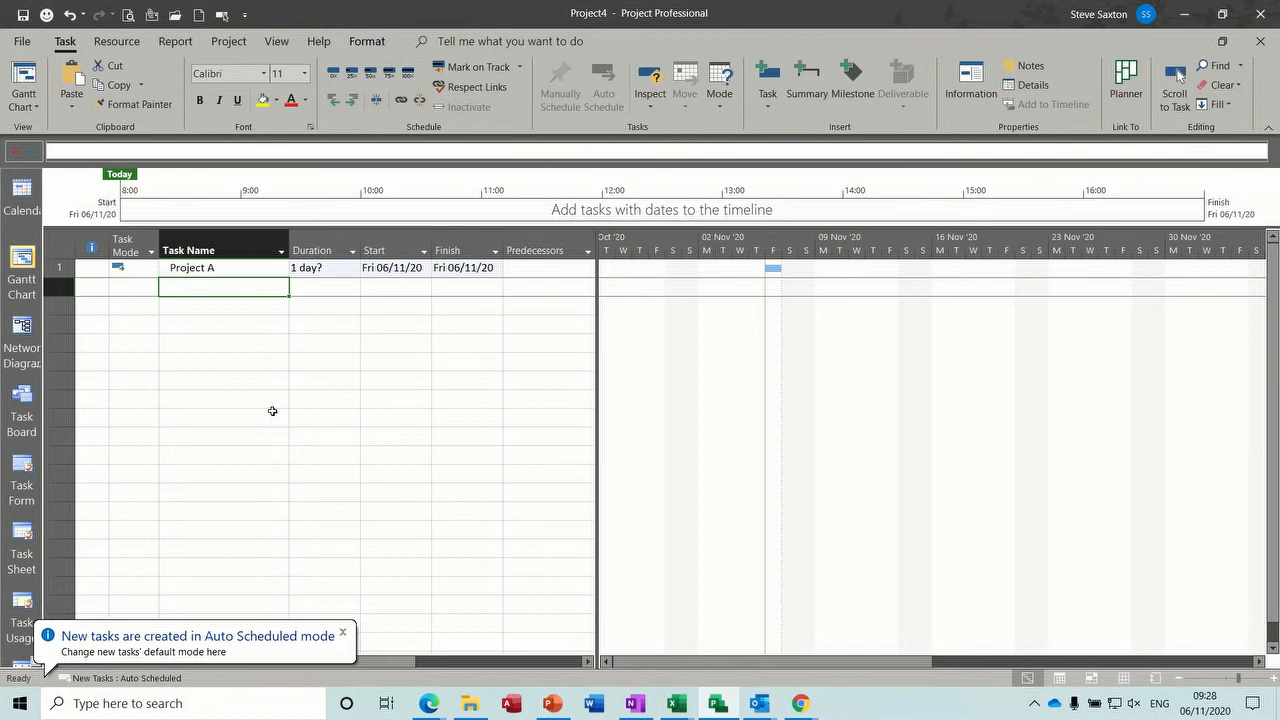 Project4 - Project Professional
Steve Saxton SS
File Task Resource Report Project View Help Format Tell me what you want to do
Gantt Chart
View
Paste
Cut
Copy
Format Painter
Clipboard
Calibri 11
B I U A
Font
0% 25% 50% 75% 100%
Mark on Track
Respect Links
Inactivate
Schedule
Manually Schedule
Auto Schedule
Inspect
Move
Mode
Tasks
Task
Summary
Milestone
Deliverable
Insert
Information
Notes
Details
Add to Timeline
Properties
Planner
Link To
Scroll to Task
Find
Clear
Fill
Editing
Today
8:00 9:00 10:00 11:00 12:00 13:00 14:00 15:00 16:00
Start
Fri 06/11/20
Add tasks with dates to the timeline
Finish
Fri 06/11/20
Task Mode Task Name Duration Start Finish Predecessors
Oct '20 02 Nov '20 09 Nov '20 16 Nov '20 23 Nov '20 30 Nov '20
T W T F S S M T W T F S S M T W T F S S M T W T F S S M T W T F S S M T W T F S
1 Project A 1 day? Fri 06/11/20 Fri 06/11/20
Calenda
Gantt Chart
Network Diagram
Task Board
Task Form
Task Sheet
Task Usage
New tasks are created in Auto Scheduled mode
Change new tasks' default mode here
Ready New Tasks : Auto Scheduled
Type here to search
ENG
09:28
06/11/2020